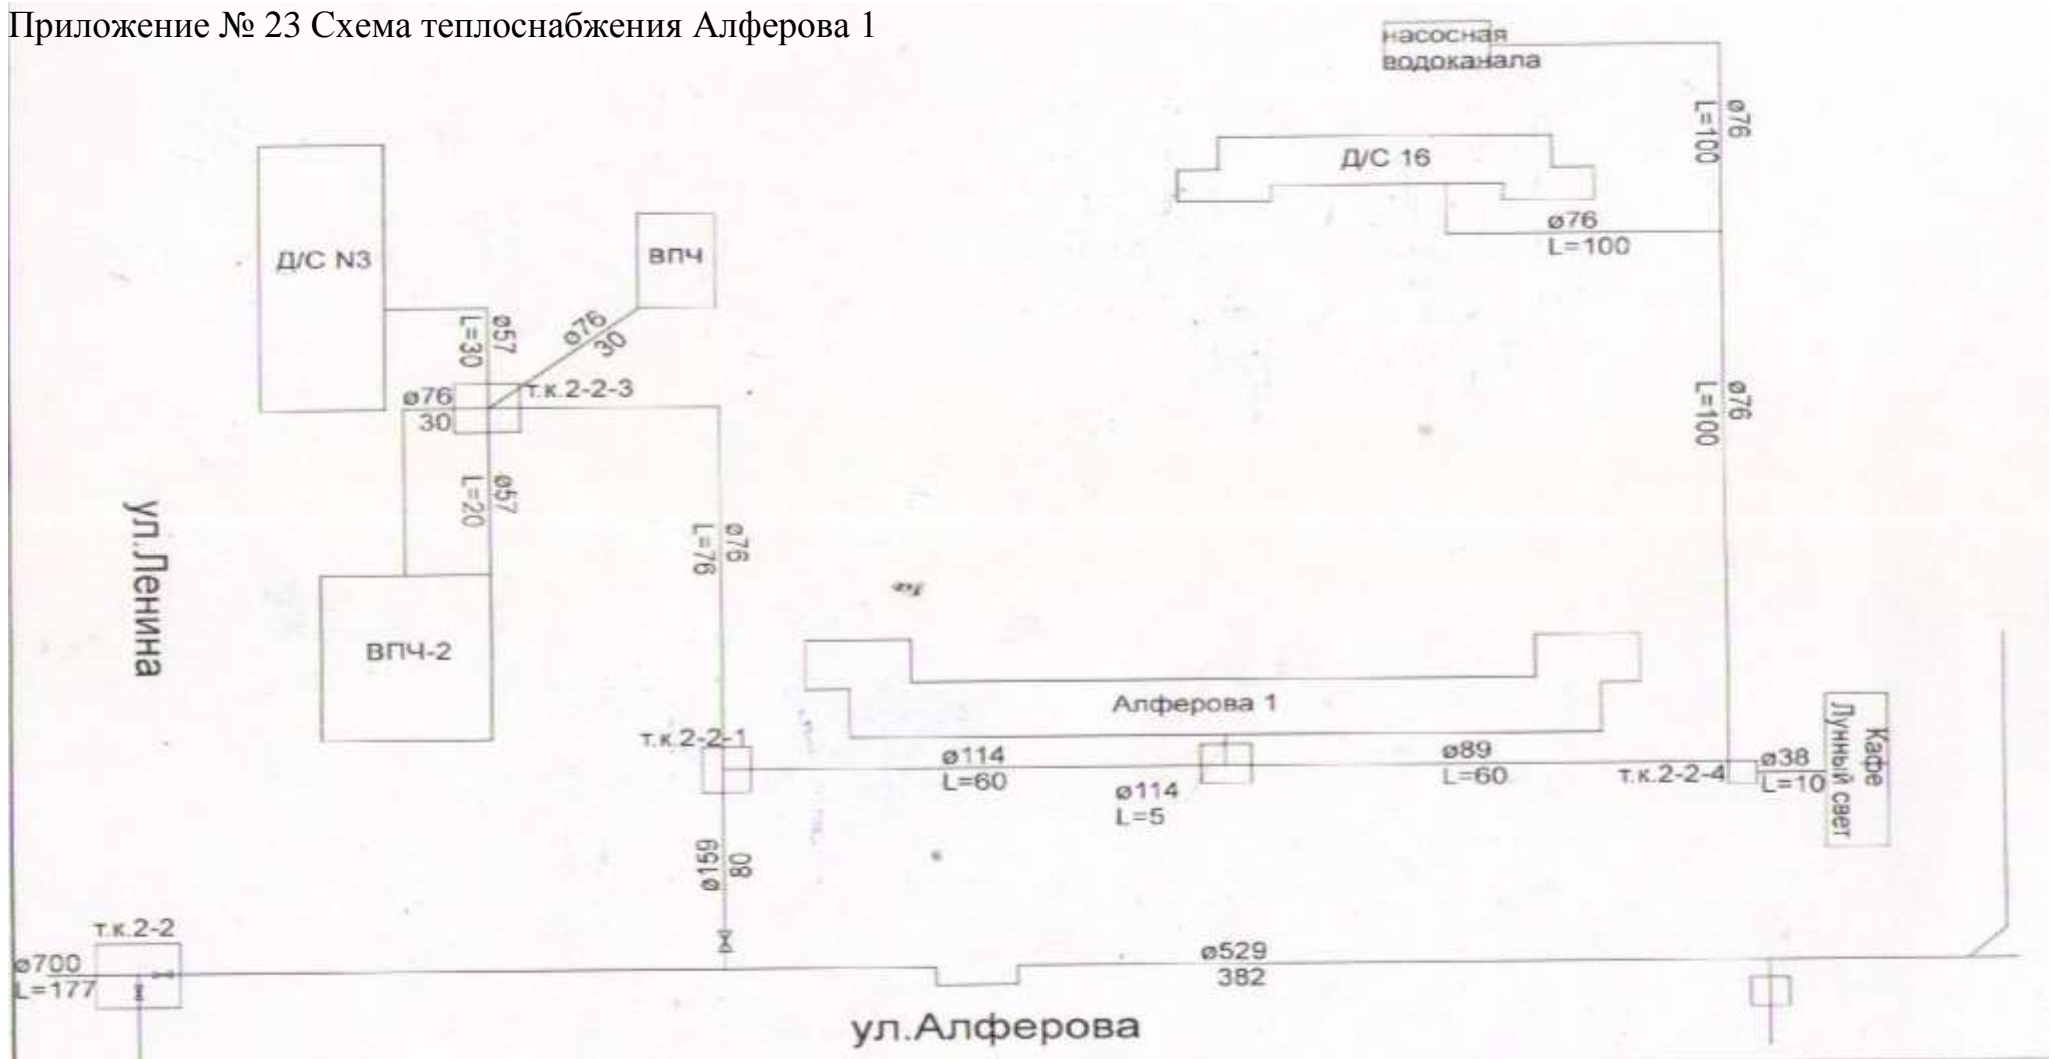 Приложение № 23 Схема теплоснабжения Алферова 1
насосная
водоканала
ø76
L=100
Д/С 16
ø76
L=100
Д/С N3
ВПЧ
ø57
L=30
ø76
30
т.к.2-2-3
ø76
30
ø57
L=20
ø76
L=100
ул.Ленина
ø76
L=76
ВПЧ-2
Алферова 1
т.к.2-2-1
ø114
L=60
ø114
L=5
ø89
L=60
т.к.2-2-4
ø38
L=10
Кафе
Лунный свет
ø159
80
т.к.2-2
ø700
L=177
ø529
382
ул.Алферова